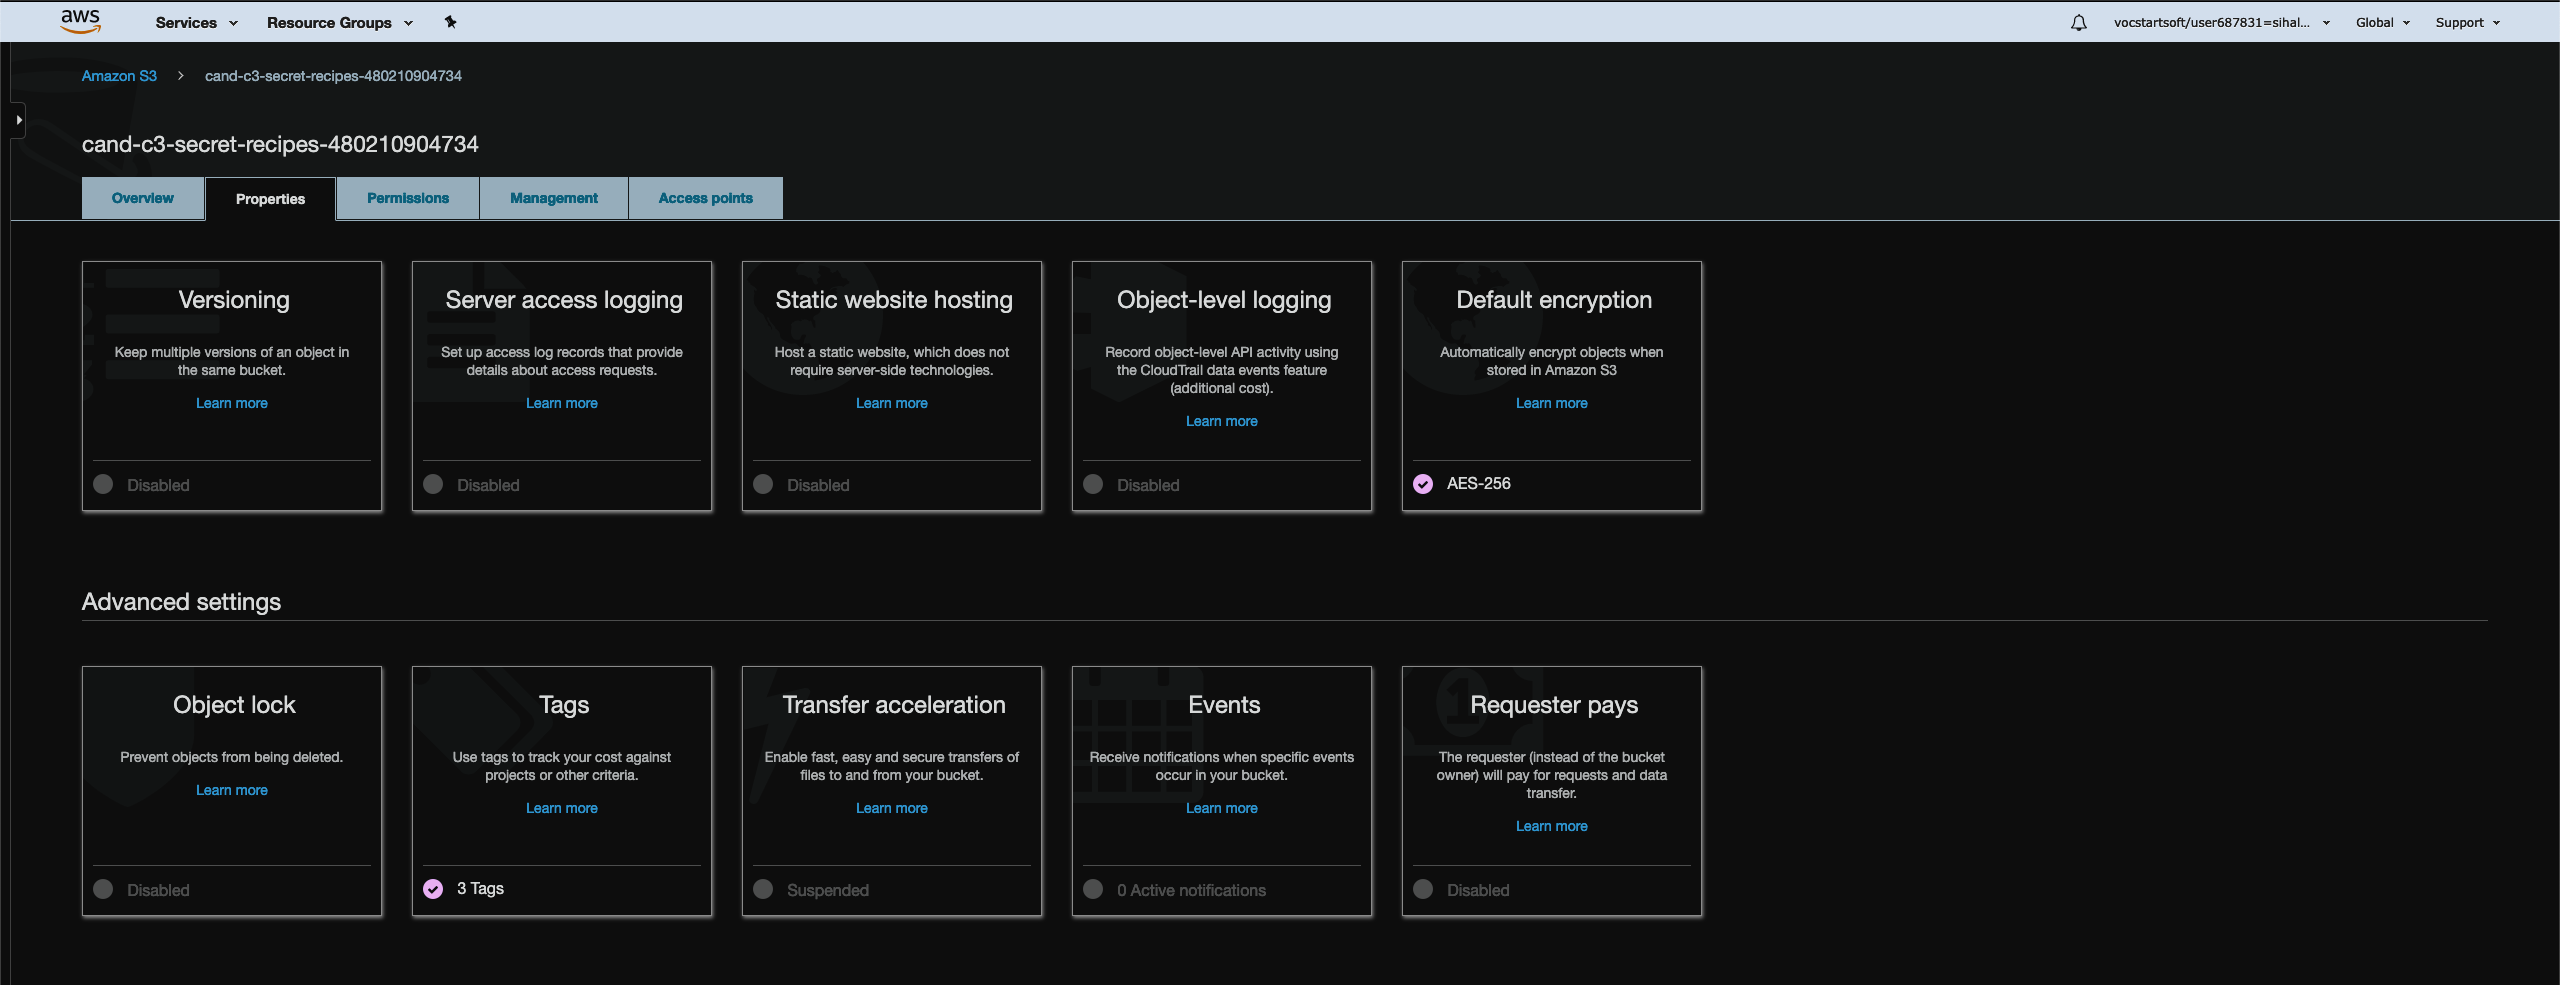 aws Services Resource Groups vocstartsoft/user687831=sihal... Global Support
Amazon S3 > cand-c3-secret-recipes-480210904734
cand-c3-secret-recipes-480210904734
Overview Properties Permissions Management Access points
Versioning
Keep multiple versions of an object in
the same bucket.
Learn more
Disabled
Server access logging
Set up access log records that provide
details about access requests.
Learn more
Disabled
Static website hosting
Host a static website, which does not
require server-side technologies.
Learn more
Disabled
Object-level logging
Record object-level API activity using
the CloudTrail data events feature
(additional cost).
Learn more
Disabled
Default encryption
Automatically encrypt objects when
stored in Amazon S3
Learn more
AES-256
Advanced settings
Object lock
Prevent objects from being deleted.
Learn more
Disabled
Tags
Use tags to track your cost against
projects or other criteria.
Learn more
3 Tags
Transfer acceleration
Enable fast, easy and secure transfers of
files to and from your bucket.
Learn more
Suspended
Events
Receive notifications when specific events
occur in your bucket.
Learn more
0 Active notifications
Requester pays
The requester (instead of the bucket
owner) will pay for requests and data
transfer.
Learn more
Disabled